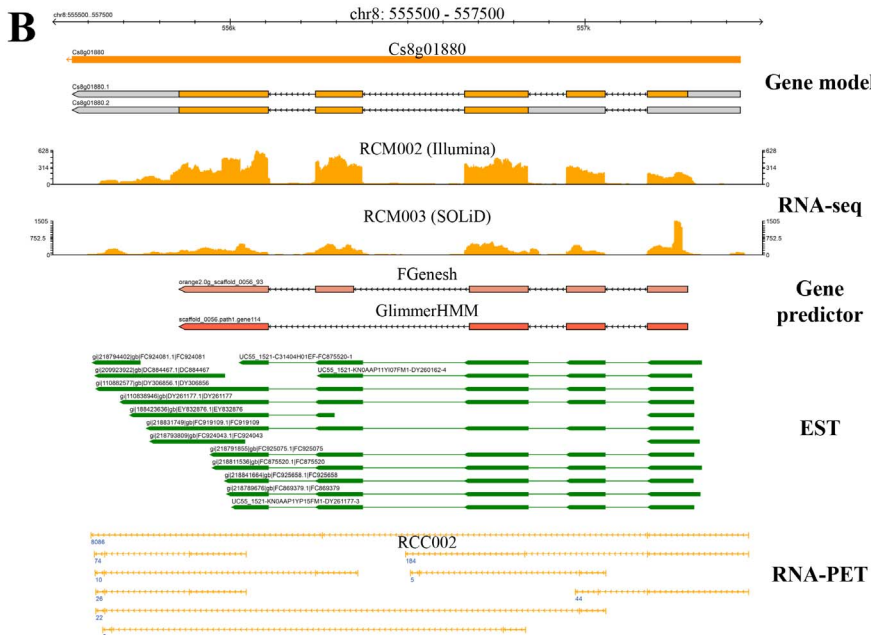 B
chr8:555500..557500
chr8: 555500 - 557500
556k
557k
Cs8g01880
Cs8g01880
Cs8g01880.1
Cs8g01880.2
Gene model
RCM002 (Illumina)
628
314
0
628
314
0
RNA-seq
RCM003 (SOLiD)
1505
752.5
0
1505
752.5
0
FGenesh
orange2.0g_scaffold_0056_93
Gene
predictor
GlimmerHMM
scaffold_0056.path1.gene114
gi|218794402|gb|FC924081.1|FC924081
UC55_1521-C31404H01EF-FC875520-1
gi|209923922|gb|DC884467.1|DC884467
UC55_1521-KN0AAP11YI07FM1-DY260162-4
gi|110882577|gb|DY306856.1|DY306856
gi|110838946|gb|DY261177.1|DY261177
gi|188423636|gb|EY832876.1|EY832876
gi|218831749|gb|FC919109.1|FC919109
gi|218793809|gb|FC924043.1|FC924043
gi|218791855|gb|FC925075.1|FC925075
gi|218811536|gb|FC875520.1|FC875520
gi|218841664|gb|FC925658.1|FC925658
gi|218789676|gb|FC869379.1|FC869379
UC55_1521-KN0AAP1YP15FM1-DY261177-3
EST
RCC002
8086
74
184
10
5
26
44
22
RNA-PET